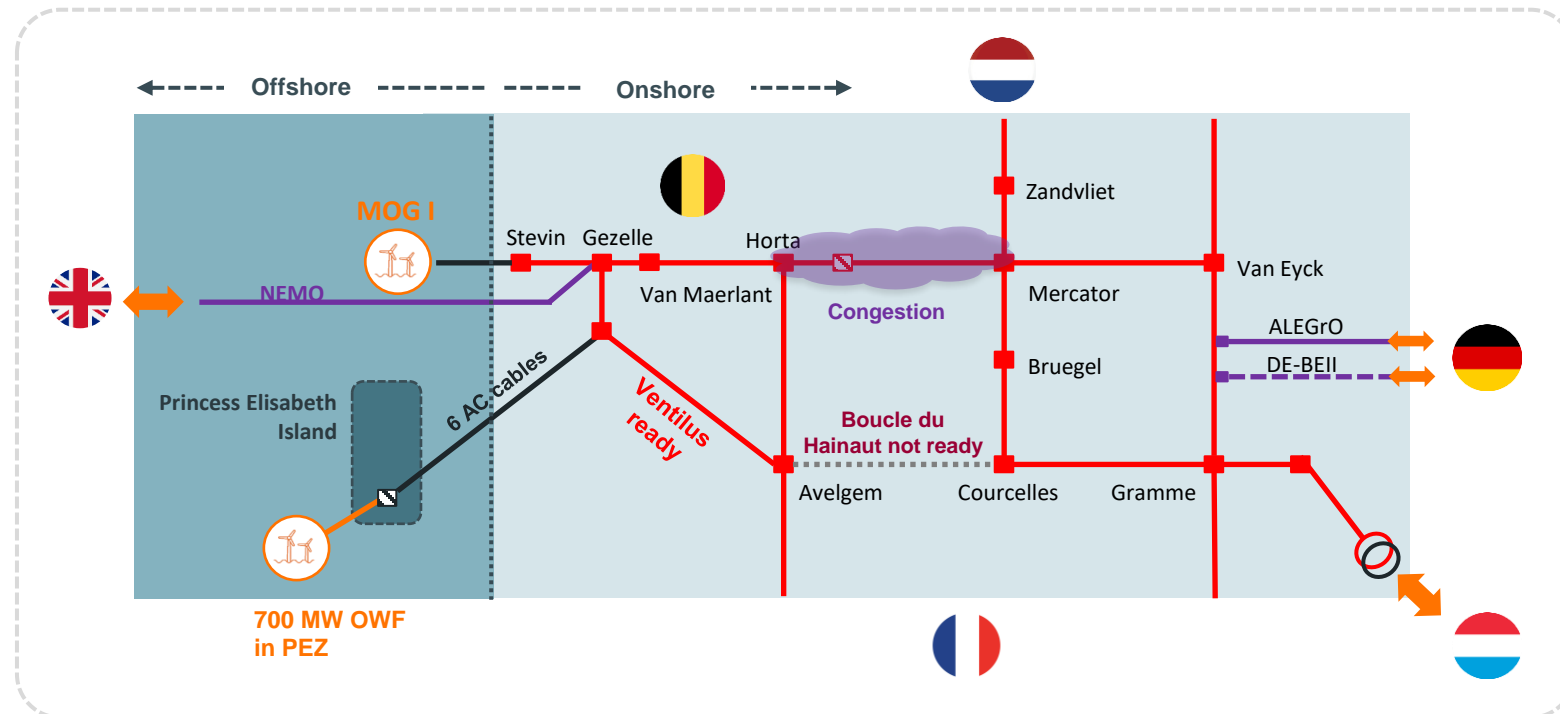 Offshore
Onshore
MOG I
Stevin
Gezelle
Horta
Zandvliet
NEMO
Van Maerlant
Congestion
Mercator
Van Eyck
ALEGrO
DE-BEII
Bruegel
Princess Elisabeth
Island
6 AC cables
Ventilus
ready
Boucle du
Hainaut not ready
Avelgem
Courcelles
Gramme
700 MW OWF
in PEZ